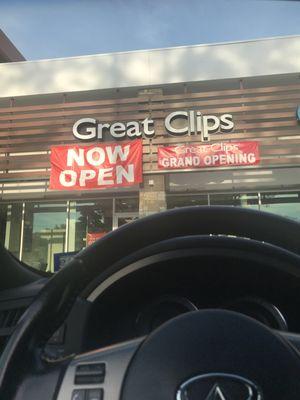 Great Clips
NOW
OPEN
Great Clips
GRAND OPENING